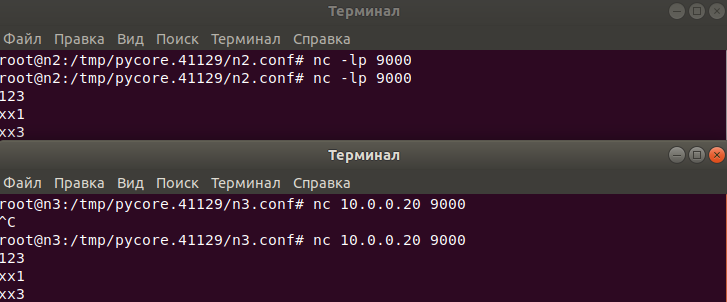 Терминал
Файл Правка Вид Поиск Терминал Справка
root@n2:/tmp/pycore.41129/n2.conf# nc -lp 9000
root@n2:/tmp/pycore.41129/n2.conf# nc -lp 9000
123
xx1
xx3
Терминал
Файл Правка Вид Поиск Терминал Справка
root@n3:/tmp/pycore.41129/n3.conf# nc 10.0.0.20 9000
^C
root@n3:/tmp/pycore.41129/n3.conf# nc 10.0.0.20 9000
123
xx1
xx3